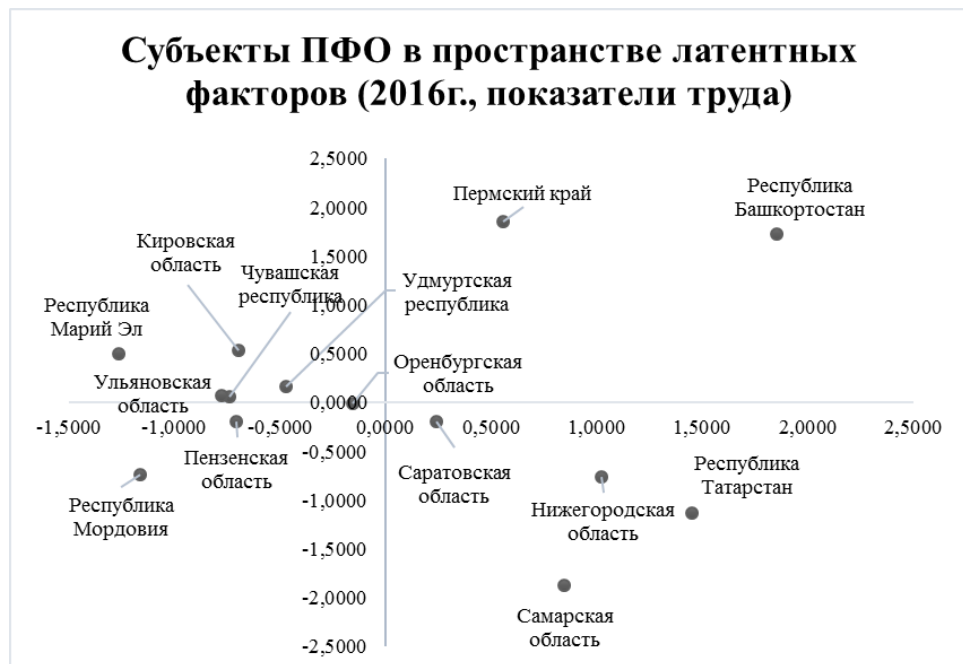 Субъекты ПФО в пространстве латентных
факторов (2016г., показатели труда)
2,5000
2,0000
1,5000
1,0000
0,5000
0,0000
-0,5000
-1,0000
-1,5000
-2,0000
-2,5000
-1,5000
-1,0000
-0,5000
0,0000
0,5000
1,0000
1,5000
2,0000
2,5000
Пермский край
Республика
Башкортостан
Кировская
область
Чувашская
республика
Удмуртская
республика
Республика
Марий Эл
Оренбургская
область
Ульяновская
область
Пензенская
область
Саратовская
область
Республика
Татарстан
Республика
Мордовия
Нижегородская
область
Самарская
область